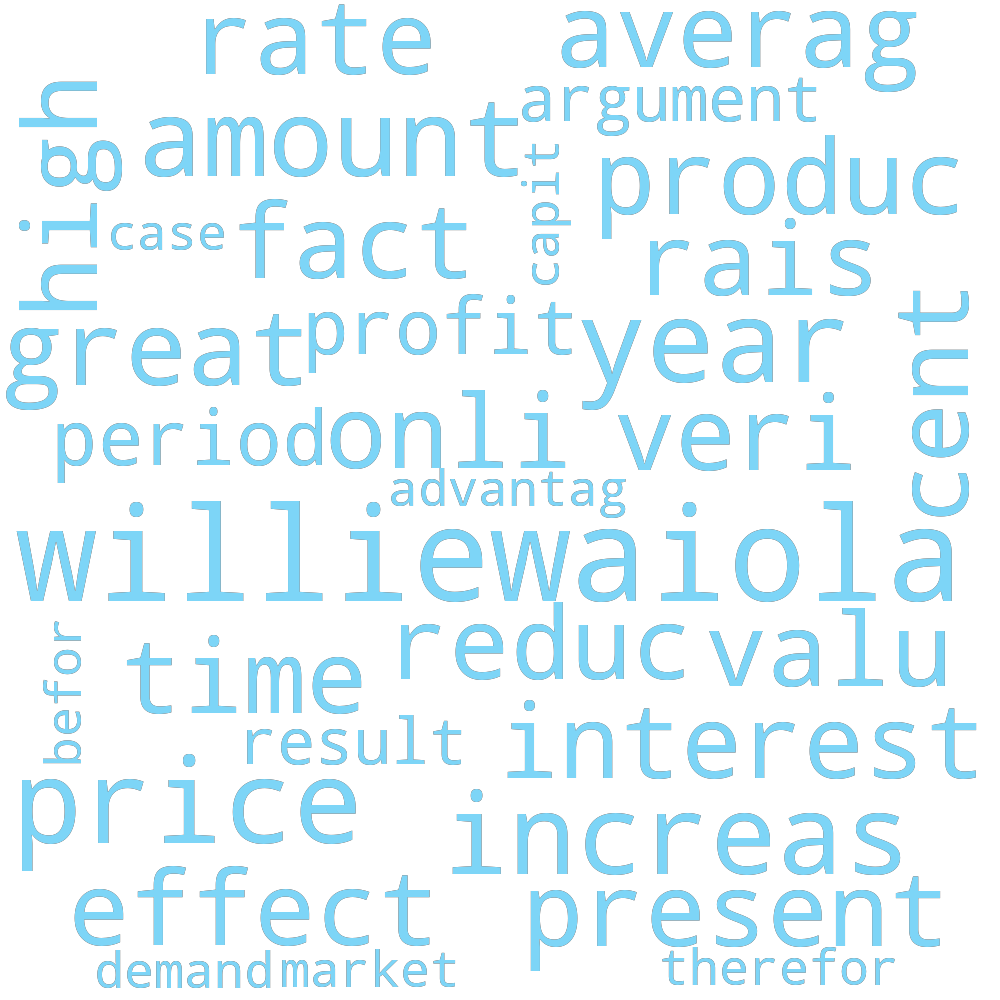 rate averag
argument
amount
high
capit
produc
case fact
rais
great profit year
cent
period onli veri
advantag
williewaiola
befor
time reduc valu
result interest
price
increas
effect present
demand market therefor